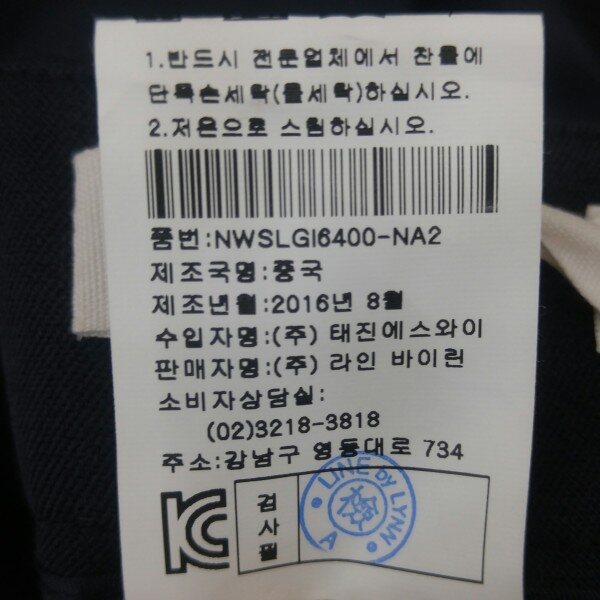 1.반드시 전문업체에서 찬물에
단독손세탁(물세탁)하십시오.
2.저온으로 스팀하십시오.
품번:NWSLGI6400-NA2
제조국명:중국
제조년월:2016년 8월
수입자명:(주) 태진에스와이
판매자명:(주) 라인 바이린
소비자상담실:
(02)3218-3818
주소:강남구 영동대로 734
검사필
LINE BY LYNN
A